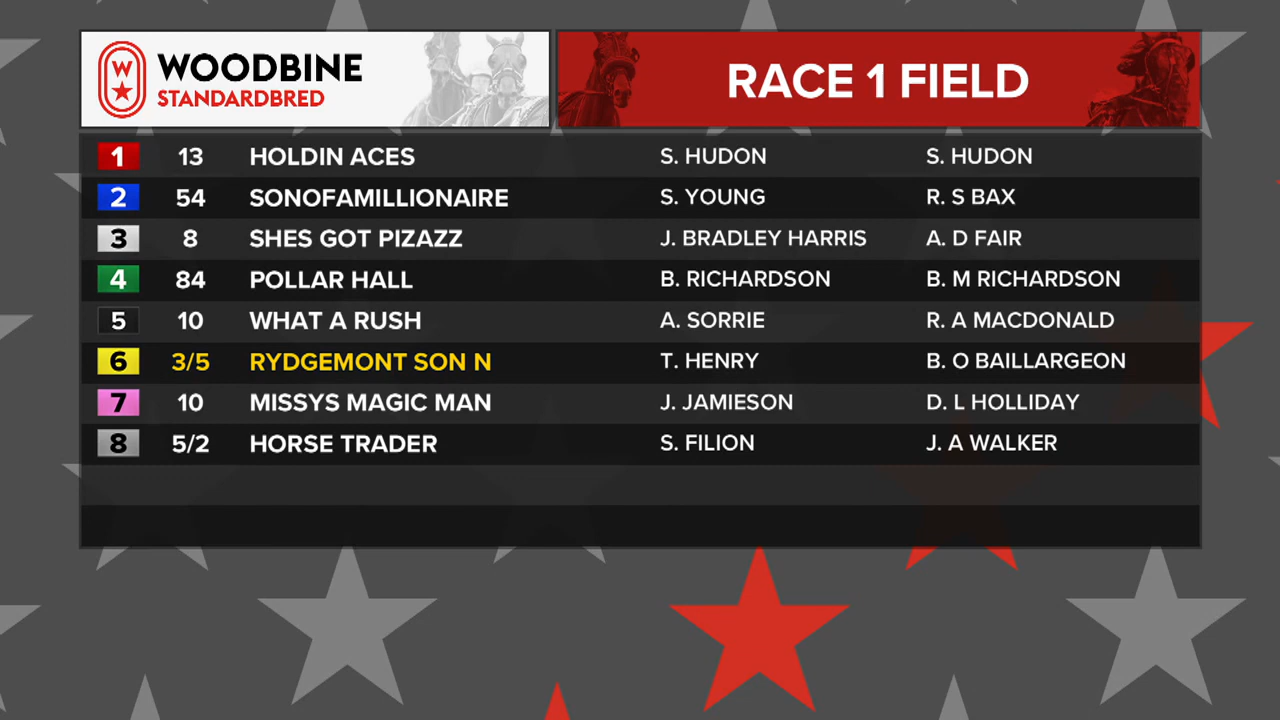 W
WOODBINE
STANDARDBRED
RACE 1 FIELD
1 13 HOLDIN ACES S. HUDON S. HUDON
2 54 SONOFAMILLIONAIRE S. YOUNG R. S BAX
3 8 SHES GOT PIZAZZ J. BRADLEY HARRIS A. D FAIR
4 84 POLLAR HALL B. RICHARDSON B. M RICHARDSON
5 10 WHAT A RUSH A. SORRIE R. A MACDONALD
6 3/5 RYDGEMONT SON N T. HENRY B. O BAILLARGEON
7 10 MISSYS MAGIC MAN J. JAMIESON D. L HOLLIDAY
8 5/2 HORSE TRADER S. FILION J. A WALKER